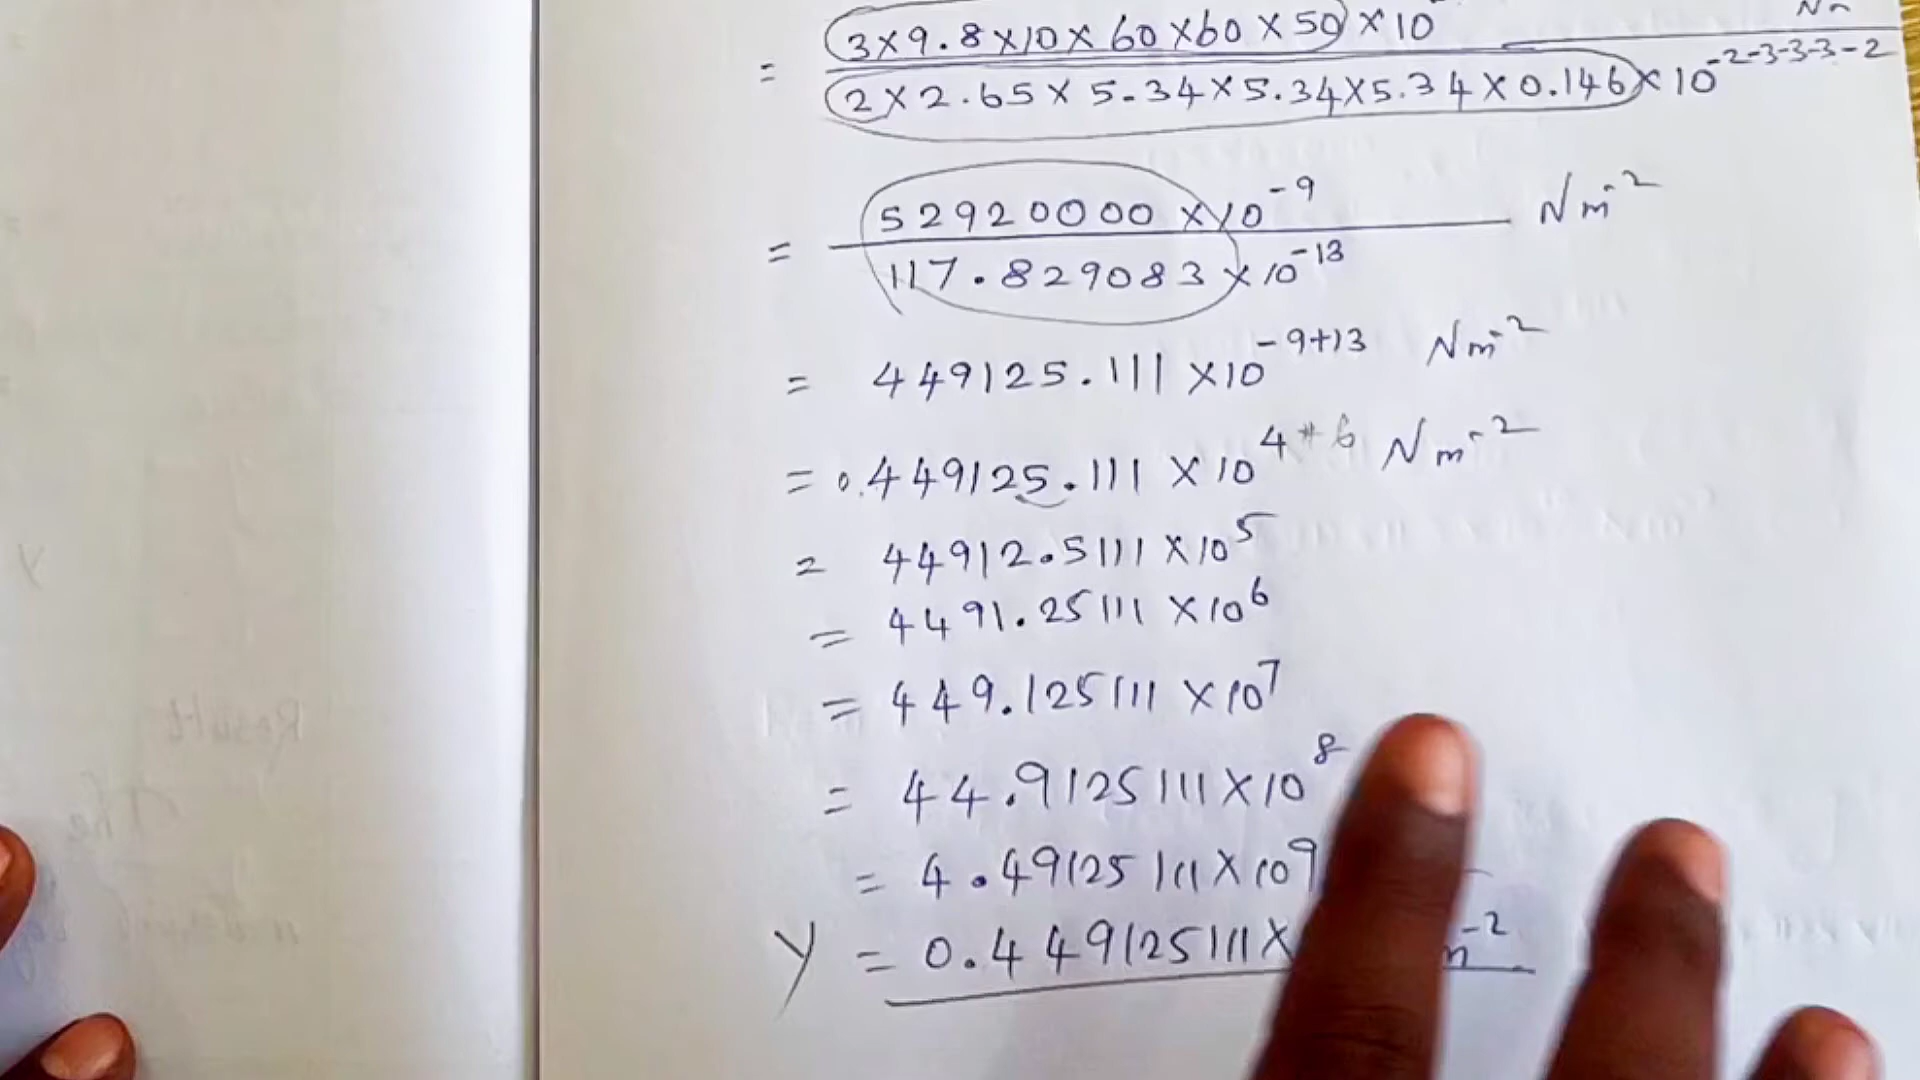 = 3×9.8×10×60×60×50×10
2×2.65×5.34×5.34×5.34×0.146×10^-2-3-3-3-2
= 52920000×10^-9 Nm^-2
117.829083×10^-13
= 449125.111×10^-9+13 Nm^-2
= 0.449125.111×10^4+6 Nm^-2
= 44912.5111×10^5
= 4491.25111×10^6
= 449.125111×10^7
= 44.9125111×10^8
= 4.49125111×10^9
Y = 0.449125111× m^-2